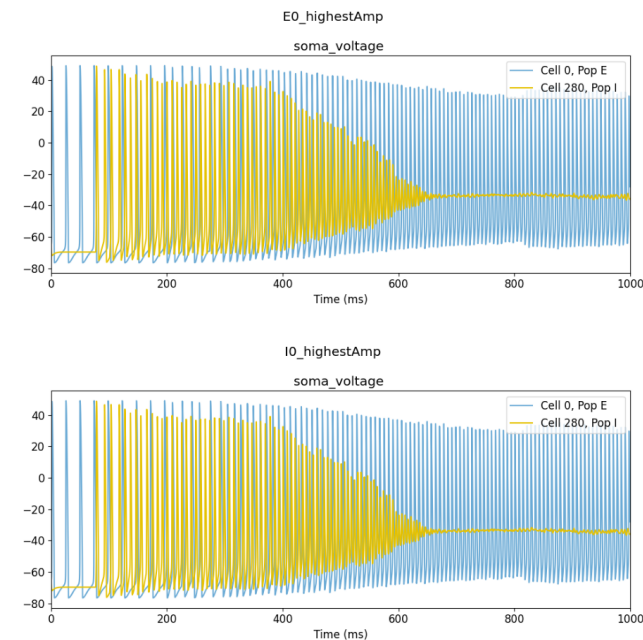 E0_highestAmp
soma_voltage
Cell 0, Pop E
Cell 280, Pop I
40
20
0
−20
−40
−60
−80
0 200 400 600 800 1000
Time (ms)
I0_highestAmp
soma_voltage
Cell 0, Pop E
Cell 280, Pop I
40
20
0
−20
−40
−60
−80
0 200 400 600 800 1000
Time (ms)